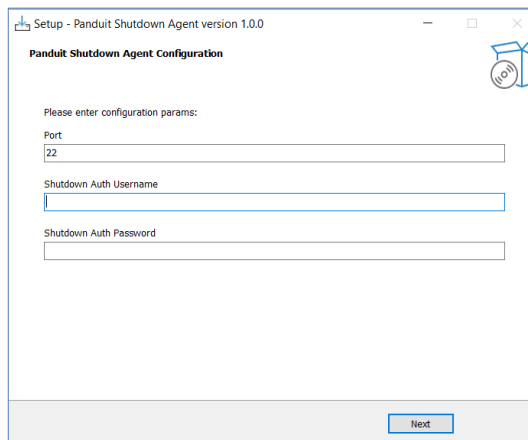 Setup - Panduit Shutdown Agent version 1.0.0
Panduit Shutdown Agent Configuration
Please enter configuration params:
Port
22
Shutdown Auth Username
Shutdown Auth Password
Next